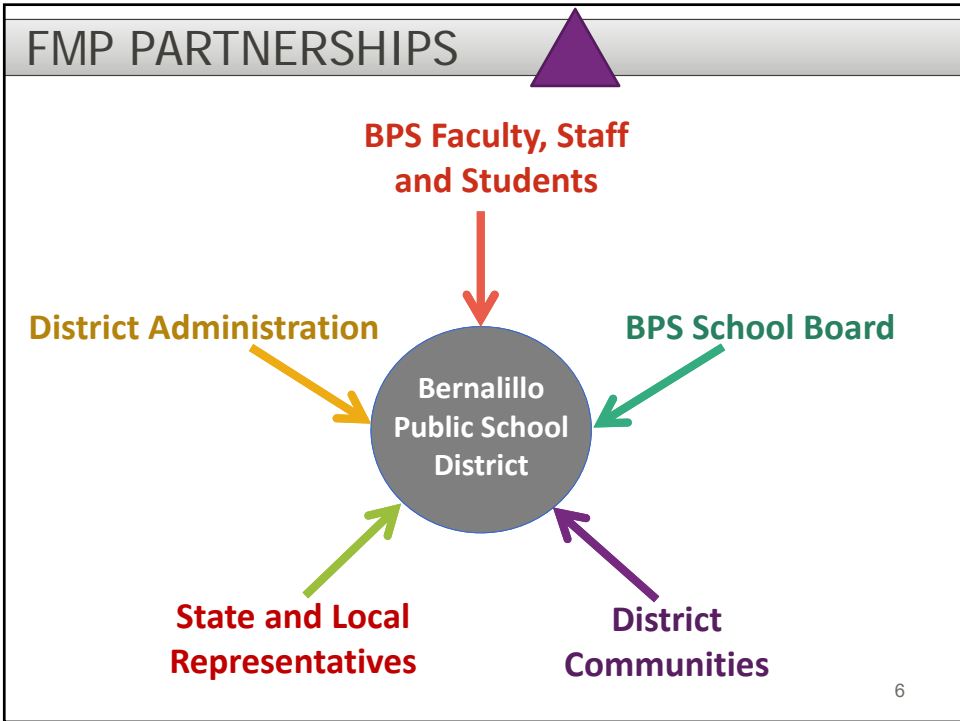 FMP PARTNERSHIPS
BPS Faculty, Staff
and Students
District Administration
BPS School Board
Bernalillo
Public School
District
State and Local
Representatives
District
Communities
6